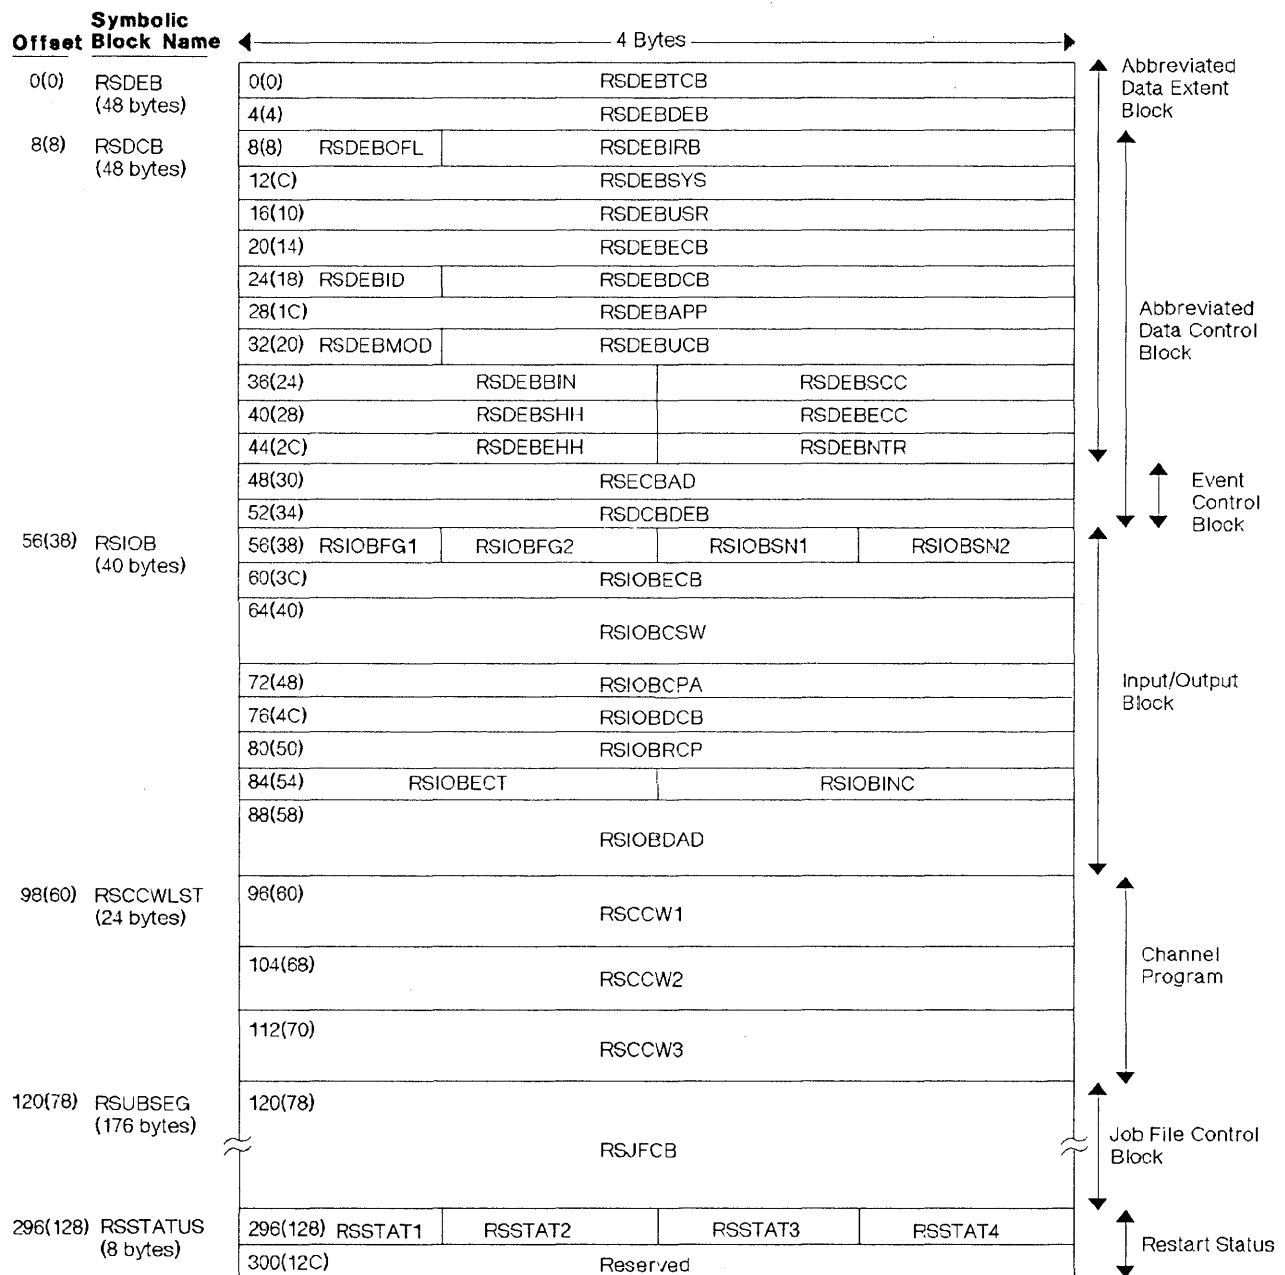 Symbolic
Offset Block Name 4 Bytes
0(0) RSDEB (48 bytes) 0(0) RSDEBTCB Abbreviated Data Extent Block
4(4) RSDEBDEB
8(8) RSDCB (48 bytes) 8(8) RSDEBOFL RSDEBIRB
12(C) RSDEBSYS
16(10) RSDEBUSR
20(14) RSDEBECB
24(18) RSDEBID RSDEBDCB
28(1C) RSDEBAPP Abbreviated Data Control Block
32(20) RSDEBMOD RSDEBUCB
36(24) RSDEBBIN RSDEBSCC
40(28) RSDEBSHH RSDEBECC
44(2C) RSDEBEHH RSDEBNTR
48(30) RSECBAD Event Control Block
52(34) RSDCBDEB
56(38) RSIOB (40 bytes) 56(38) RSIOBFG1 RSIOBFG2 RSIOBSN1 RSIOBSN2
60(3C) RSIOBECB
64(40) RSIOBCSW
72(48) RSIOBCPA Input/Output Block
76(4C) RSIOBDCB
80(50) RSIOBRCP
84(54) RSIOBECT RSIOBINC
88(58) RSIOBDAD
98(60) RSCCWLST (24 bytes) 96(60) RSCCW1
104(68) RSCCW2 Channel Program
112(70) RSCCW3
120(78) RSUBSEG (176 bytes) 120(78) RSJFCB Job File Control Block
296(128) RSSTATUS (8 bytes) 296(128) RSSTAT1 RSSTAT2 RSSTAT3 RSSTAT4 Restart Status
300(12C) Reserved